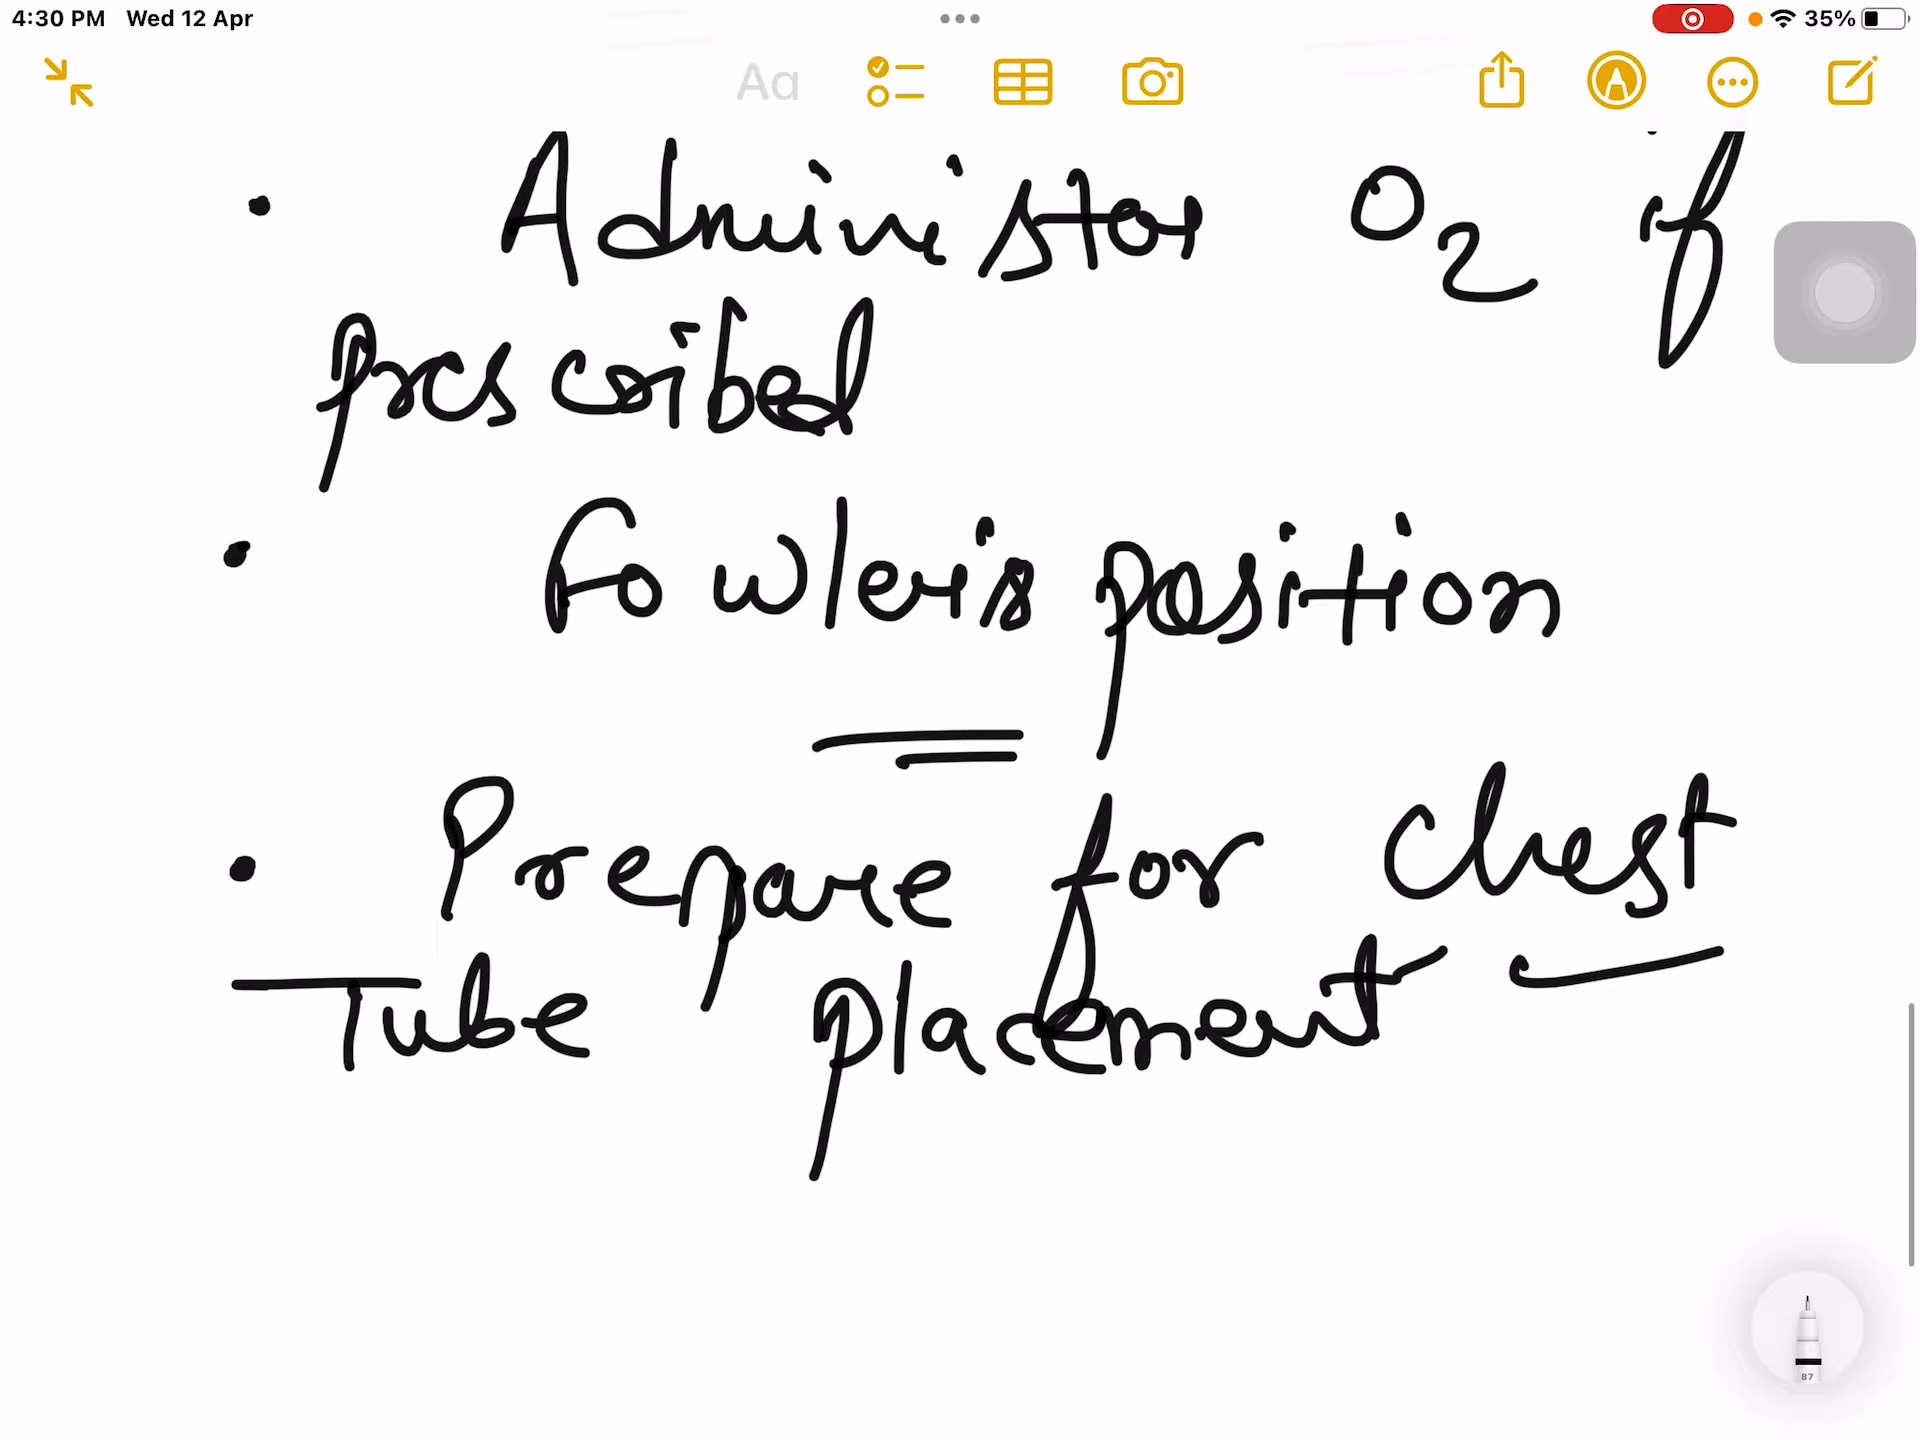 4:30 PM Wed 12 Apr 35%
Aa
• Administer O2 if
prescribed
• Fowler's position
• Prepare for chest
Tube placement
87